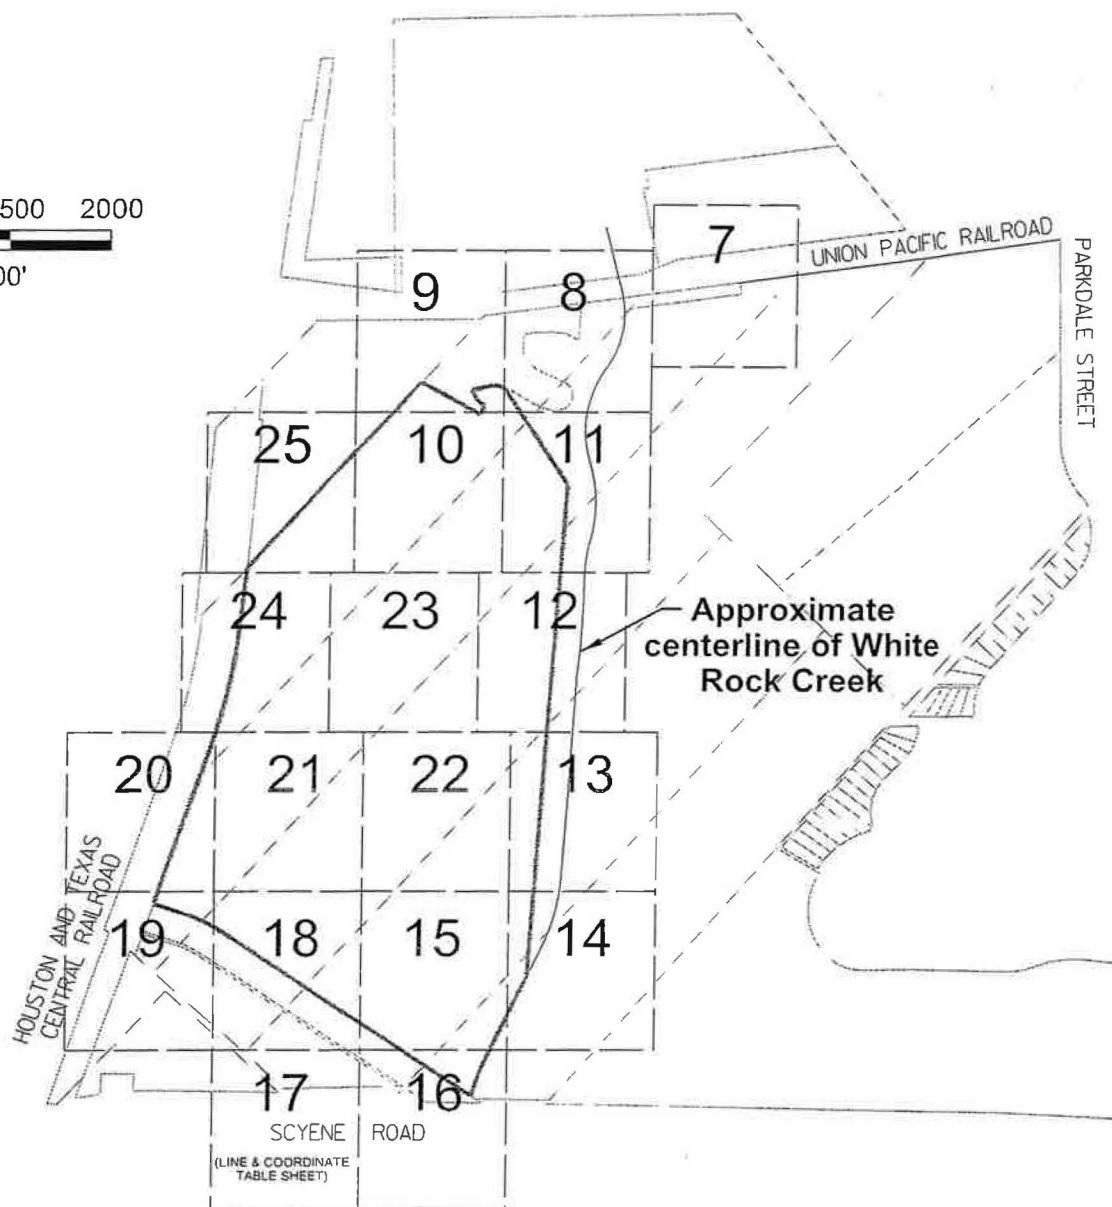 500 2000
00'
7
UNION PACIFIC RAILROAD
PARKDALE STREET
9
8
25
10
11
24
23
12
Approximate
centerline of White
Rock Creek
20
21
22
13
HOUSTON AND TEXAS
CENTRAL RAILROAD
19
18
15
14
17
16
SCYENE ROAD
(LINE & COORDINATE
TABLE SHEET)